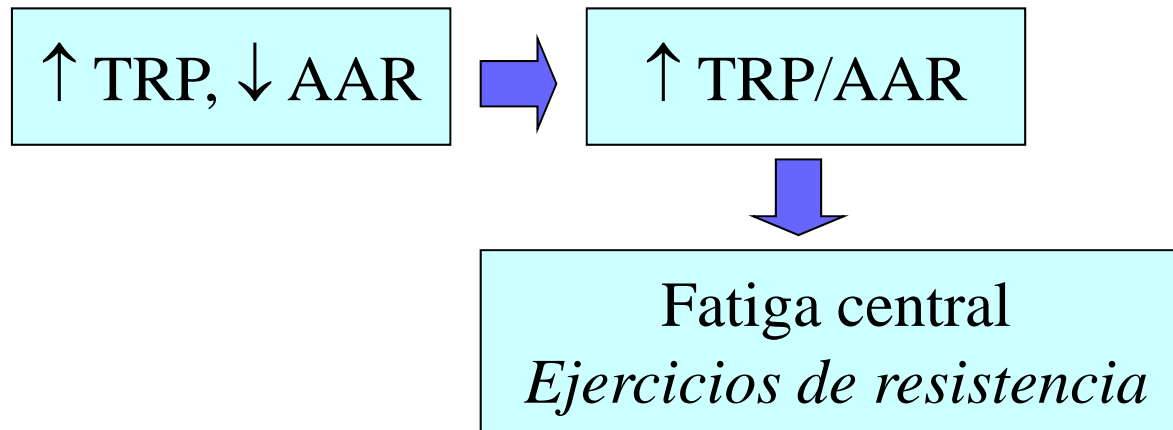 ↑ TRP, ↓ AAR
↑ TRP/AAR
Fatiga central
Ejercicios de resistencia